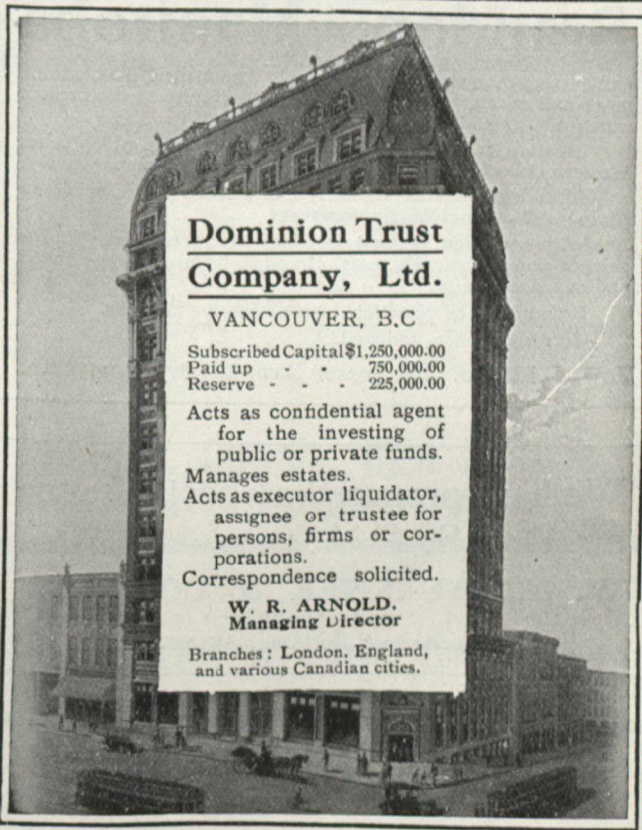 Dominion Trust
Company, Ltd.
VANCOUVER, B.C
Subscribed Capital $1,250,000.00
Paid up - - 750,000.00
Reserve - - - 225,000.00
Acts as confidential agent
for the investing of
public or private funds.
Manages estates.
Acts as executor liquidator,
assignee or trustee for
persons, firms or cor-
porations.
Correspondence solicited.
W. R. ARNOLD.
Managing Director
Branches: London, England,
and various Canadian cities.